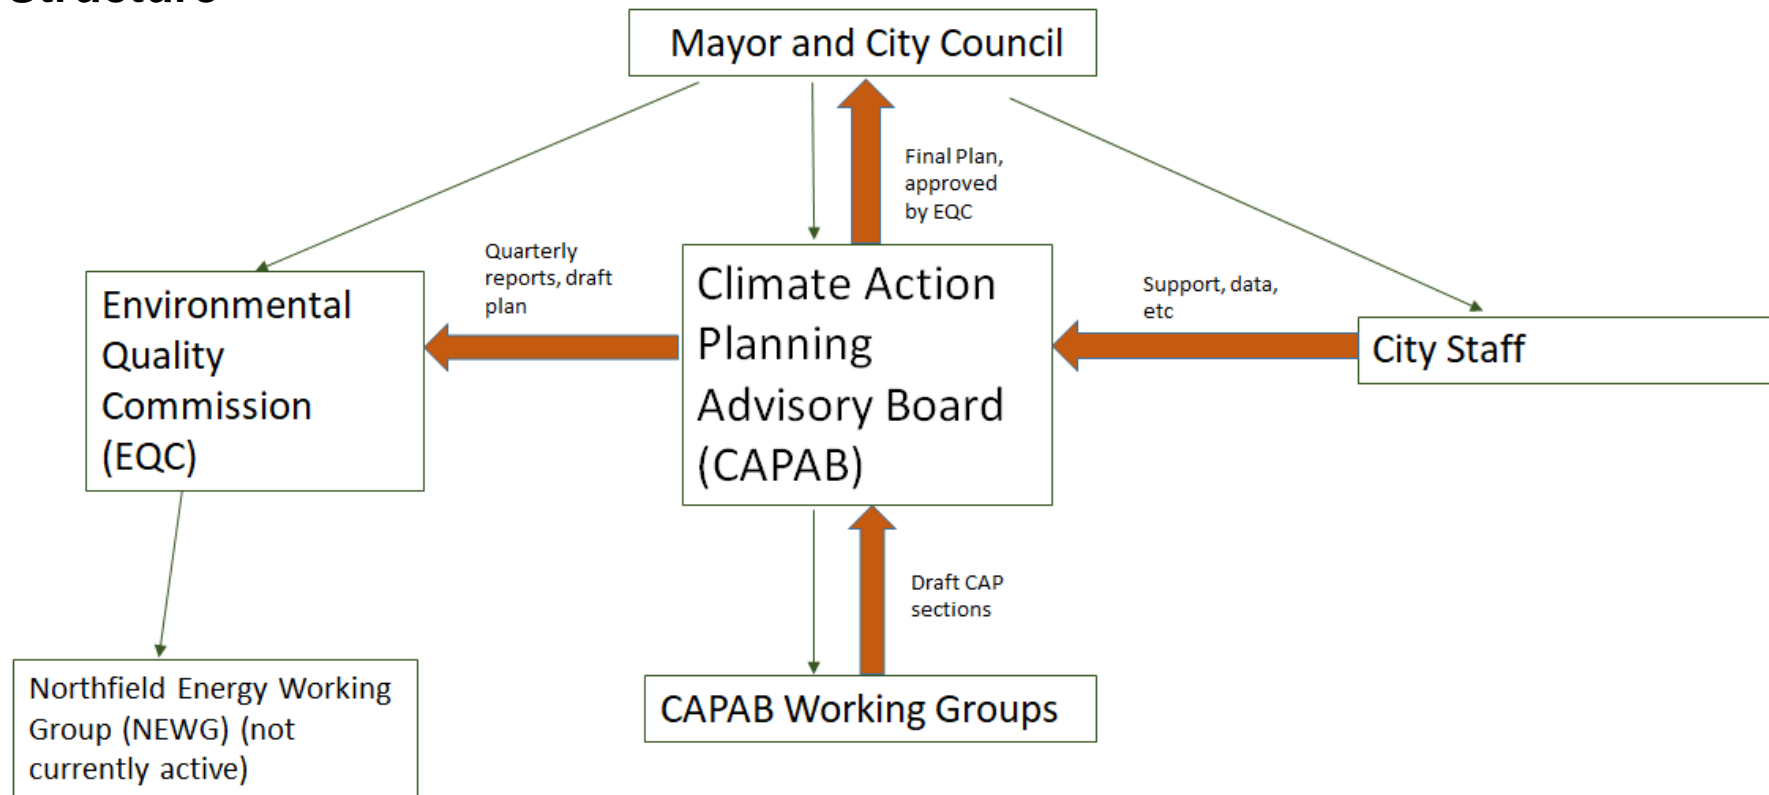 Structure
Mayor and City Council
Final Plan,
approved
by EQC
Quarterly
reports, draft
plan
Support, data,
etc
Environmental
Quality
Commission
(EQC)
Climate Action
Planning
Advisory Board
(CAPAB)
City Staff
Draft CAP
sections
Northfield Energy Working
Group (NEWG) (not
currently active)
CAPAB Working Groups